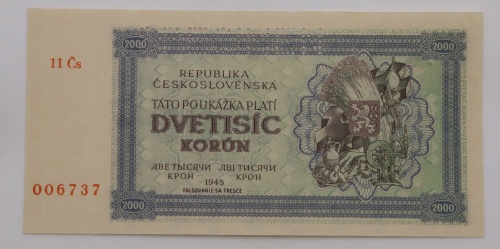 2000 2000
11 Čs
REPUBLIKA
ČESKOSLOVENSKÁ
TÁTO POUKÁŽKA PLATÍ
DVETISÍC
KORÚN
ДВЕ ТЫСЯЧИ ДВІ ТИСЯЧИ
КРОН 1945 КРОН
FALŠOVANIE SA TRESCE
006737
2000 2000